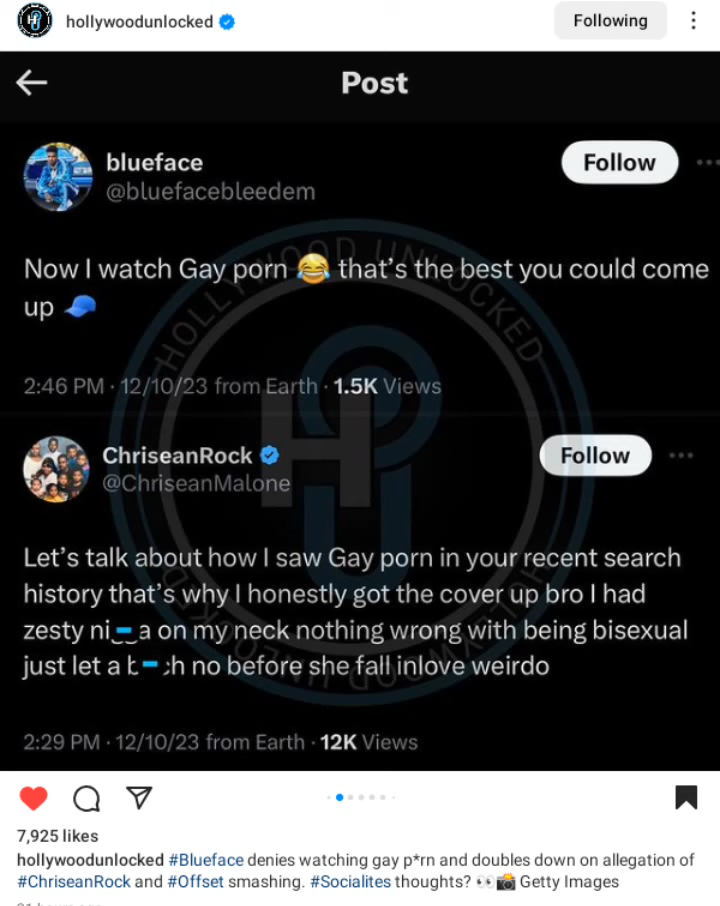 hollywoodunlocked
Following
Post
blueface
@bluefacebleedem
Follow
Now I watch Gay porn 😂 that's the best you could come
up 🧢
2:46 PM · 12/10/23 from Earth · 1.5K Views
ChriseanRock
@ChriseanMalone
Follow
Let's talk about how I saw Gay porn in your recent search
history that's why I honestly got the cover up bro I had
zesty ni a on my neck nothing wrong with being bisexual
just let a b h no before she fall inlove weirdo
2:29 PM · 12/10/23 from Earth · 12K Views
HOLLYWOOD UNLOCKED
HOLLYWOOD UNLOCKED
H U
7,925 likes
hollywoodunlocked #Blueface denies watching gay p*rn and doubles down on allegation of
#ChriseanRock and #Offset smashing. #Socialites thoughts? 👀📸 Getty Images